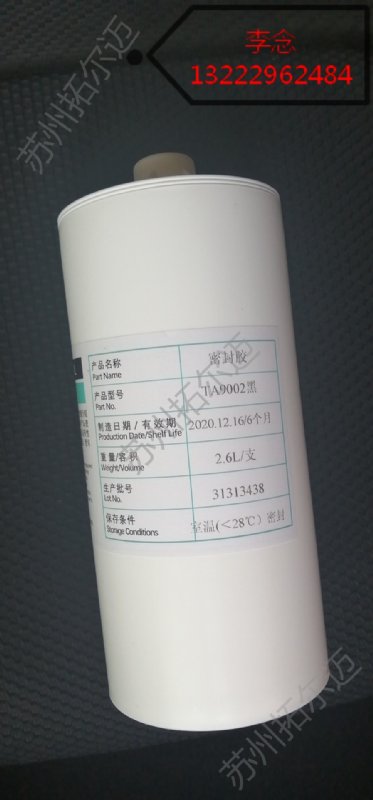 李念
13222962484
苏州拓尔迈
产品名称 密封胶
Part Name
产品型号 TA9002黑
Part No.
制造日期/有效期 2020.12.16/6个月
Production Date/Shelf Life
重量/容积 2.6L/支
Weight/Volume
生产批号 31313438
Lot No.
保存条件 室温(<28℃)密封
Storage Conditions
苏州拓尔迈
苏州拓尔迈